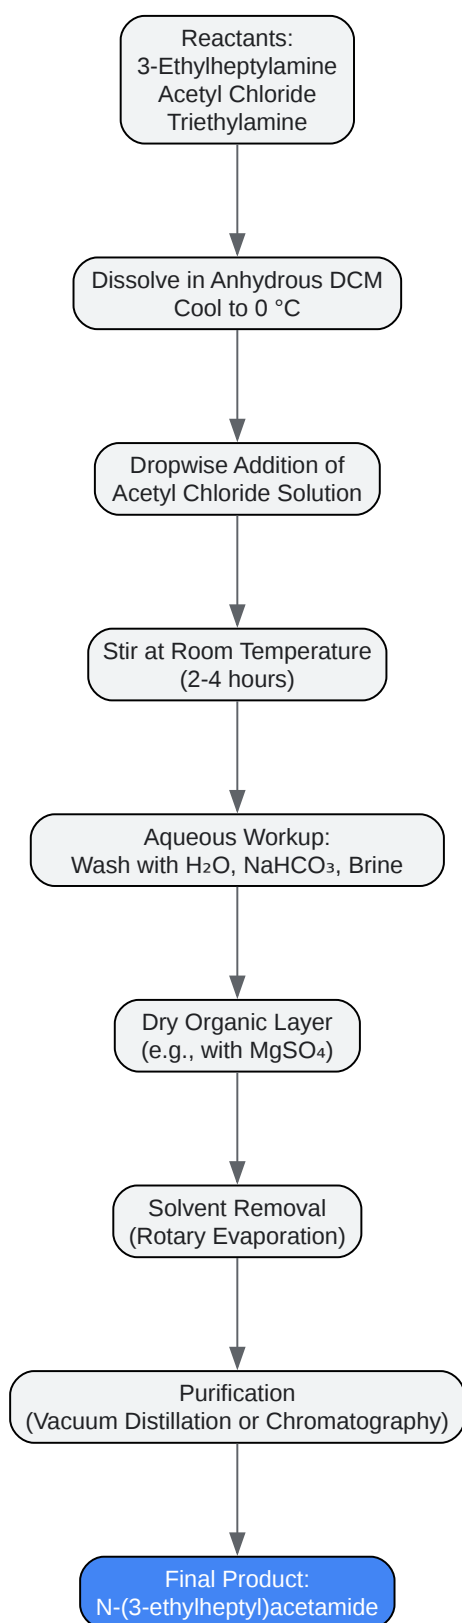 Reactants:
3-Ethylheptylamine
Acetyl Chloride
Triethylamine
Dissolve in Anhydrous DCM
Cool to 0 °C
Dropwise Addition of
Acetyl Chloride Solution
Stir at Room Temperature
(2-4 hours)
Aqueous Workup:
Wash with H₂O, NaHCO₃, Brine
Dry Organic Layer
(e.g., with MgSO₄)
Solvent Removal
(Rotary Evaporation)
Purification
(Vacuum Distillation or Chromatography)
Final Product:
N-(3-ethylheptyl)acetamide